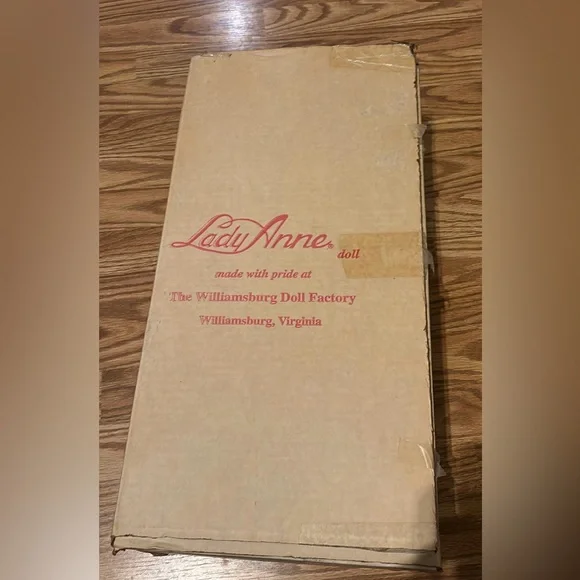 Lady Anne® doll
made with pride at
The Williamsburg Doll Factory
Williamsburg, Virginia